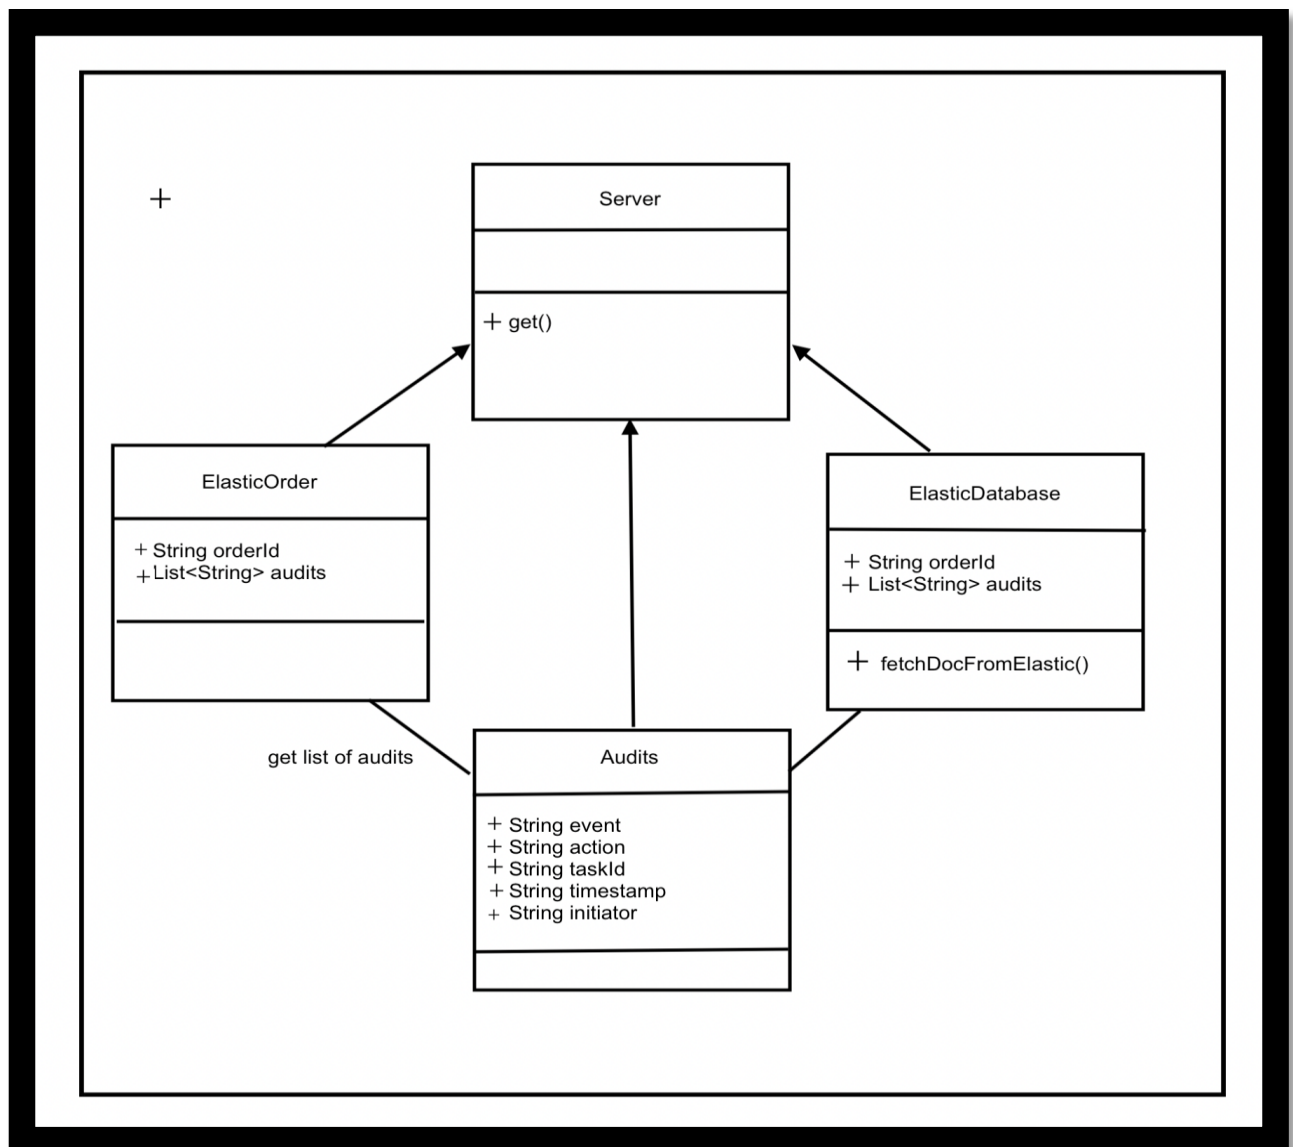 +
Server
+ get()
ElasticOrder
+ String orderId
+ List<String> audits
ElasticDatabase
+ String orderId
+ List<String> audits
+ fetchDocFromElastic()
get list of audits
Audits
+ String event
+ String action
+ String taskId
+ String timestamp
+ String initiator